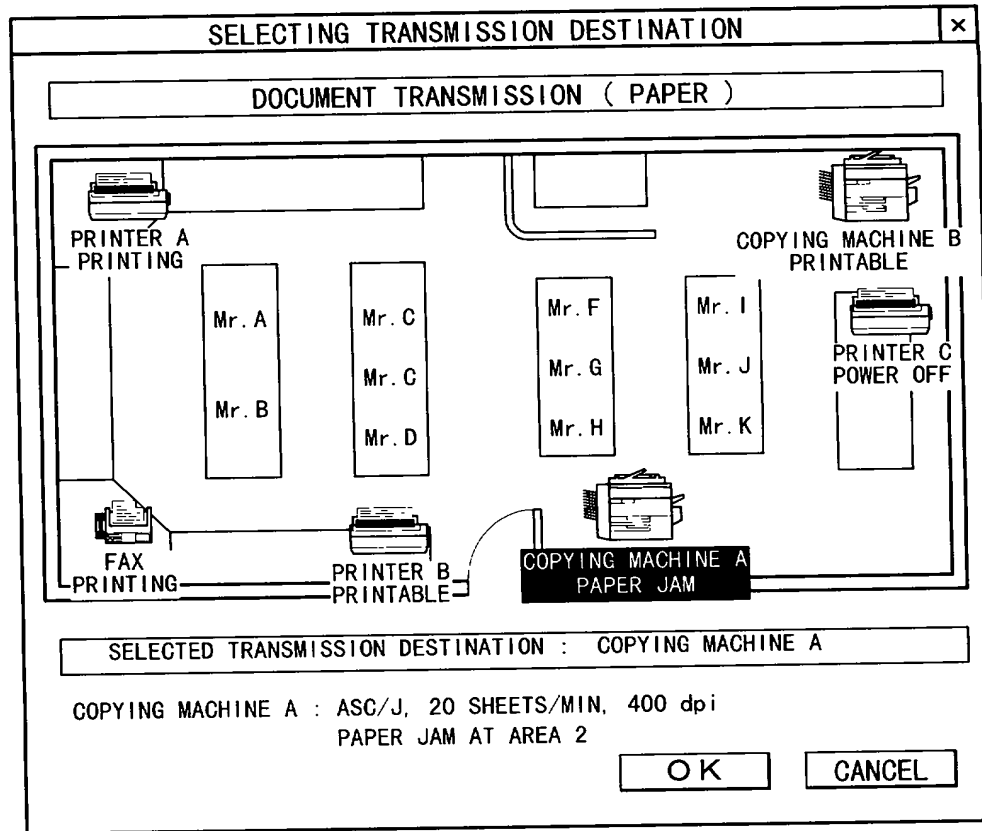 SELECTING TRANSMISSION DESTINATION ×
DOCUMENT TRANSMISSION ( PAPER )
PRINTER A
PRINTING
COPYING MACHINE B
PRINTABLE
Mr. A
Mr. B
Mr. C
Mr. C
Mr. D
Mr. F
Mr. G
Mr. H
Mr. I
Mr. J
Mr. K
PRINTER C
POWER OFF
FAX
PRINTING
PRINTER B
PRINTABLE
COPYING MACHINE A
PAPER JAM
SELECTED TRANSMISSION DESTINATION : COPYING MACHINE A
COPYING MACHINE A : ASC/J, 20 SHEETS/MIN, 400 dpi
PAPER JAM AT AREA 2
OK
CANCEL